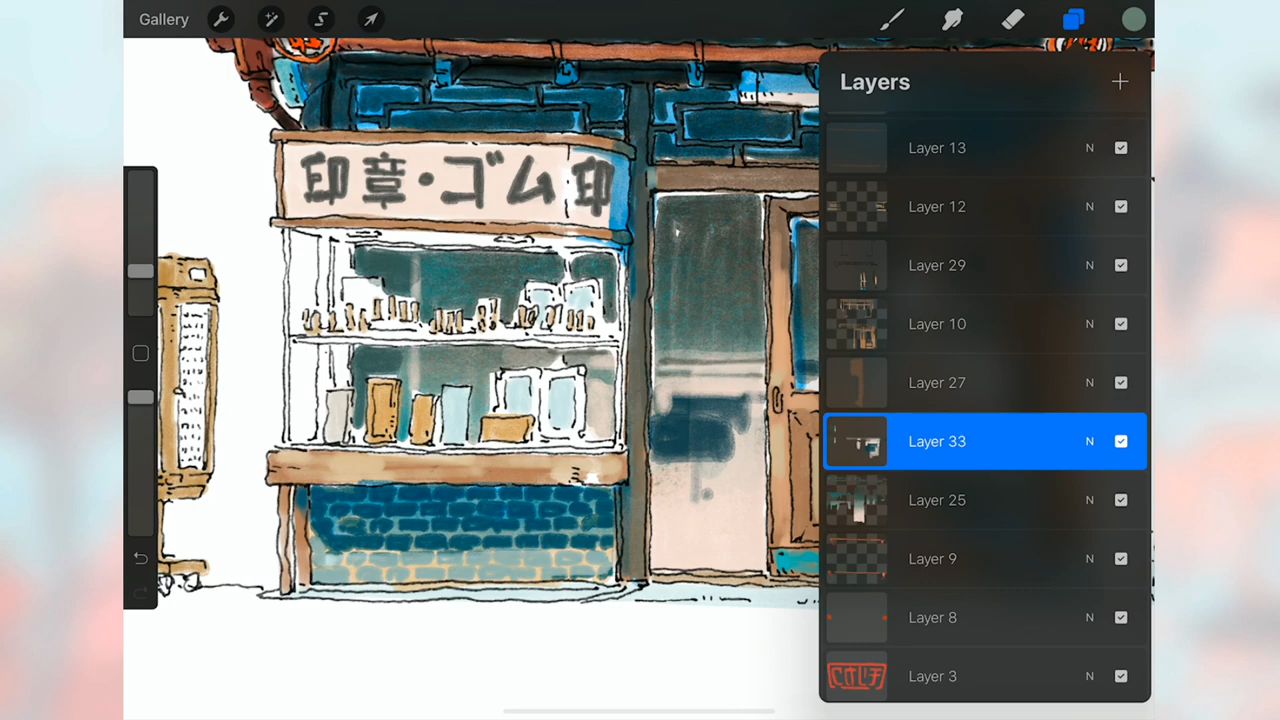 Gallery
Layers
Layer 13 N
Layer 12 N
Layer 29 N
Layer 10 N
Layer 27 N
Layer 33 N
Layer 25 N
Layer 9 N
Layer 8 N
Layer 3 N
印章・ゴム印